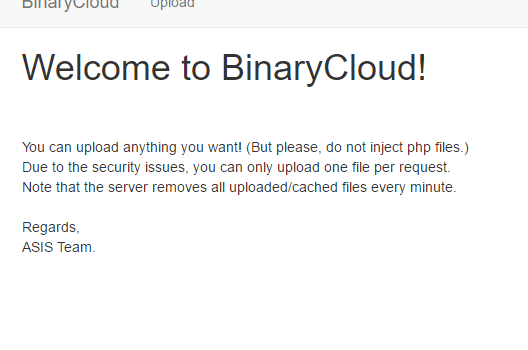 BinaryCloud Upload
Welcome to BinaryCloud!
You can upload anything you want! (But please, do not inject php files.)
Due to the security issues, you can only upload one file per request.
Note that the server removes all uploaded/cached files every minute.
Regards,
ASIS Team.